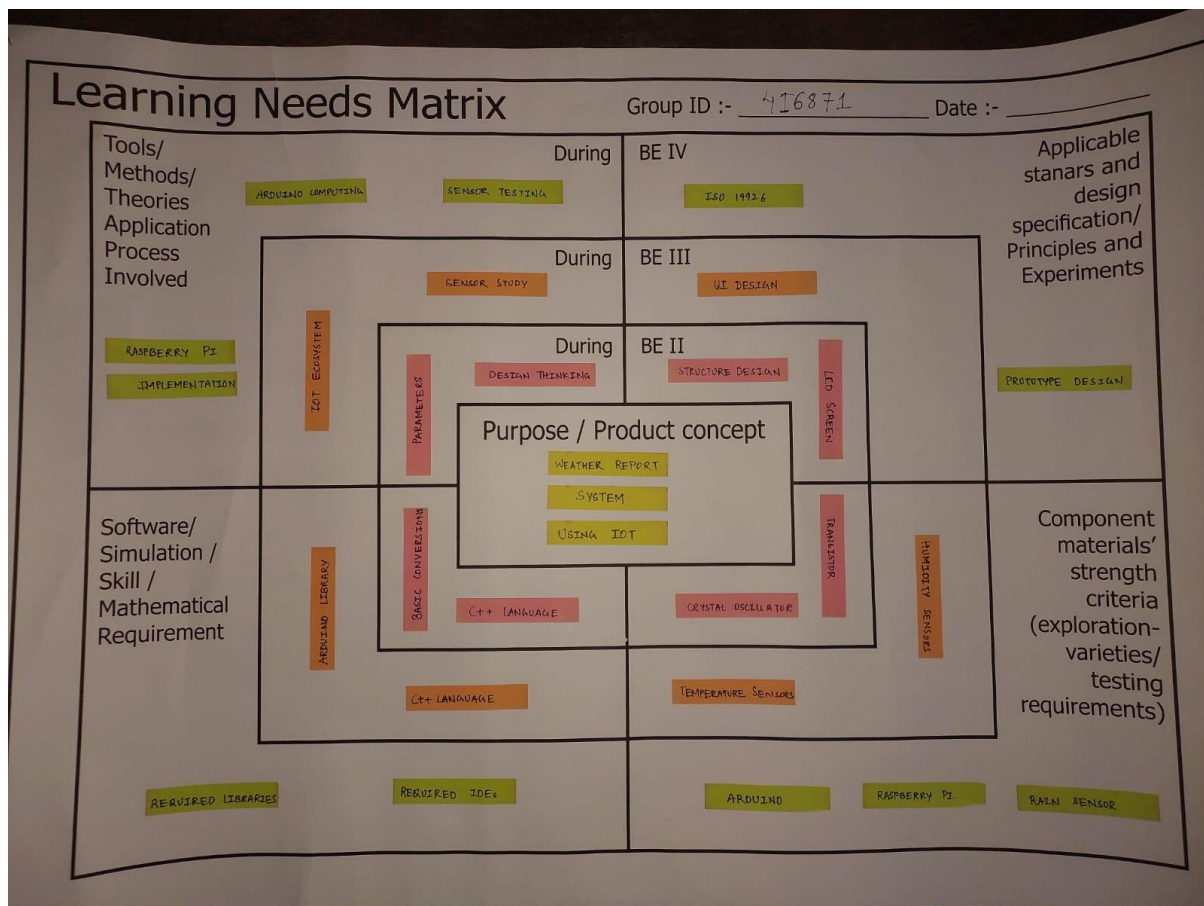 Learning Needs Matrix
Group ID :- 4I6871
Date :-
Tools/
Methods/
Theories
Application
Process
Involved
During
BE IV
Applicable
stanars and
design
specification/
Principles and
Experiments
ARDUINO COMPUTING
SENSOR TESTING
ISO 19926
During
BE III
SENSOR STUDY
UI DESIGN
IOT ECOSYSTEM
RASPBERRY PI
IMPLEMENTATION
PROTOTYPE DESIGN
During
BE II
DESIGN THINKING
STRUCTURE DESIGN
PARAMETERS
LED SCREEN
Purpose / Product concept
WEATHER REPORT
SYSTEM
USING IOT
Software/
Simulation /
Skill /
Mathematical
Requirement
Component
materials’
strength
criteria
(exploration-
varieties/
testing
requirements)
ARDUINO LIBRARY
BASIC CONVERSIONS
C++ LANGUAGE
CRYSTAL OSCILLATOR
TRANSISTOR
HUMIDITY SENSORS
C++ LANGUAGE
TEMPERATURE SENSORS
REQUIRED LIBRARIES
REQUIRED IDEs
ARDUINO
RASPBERRY PI
RAIN SENSOR